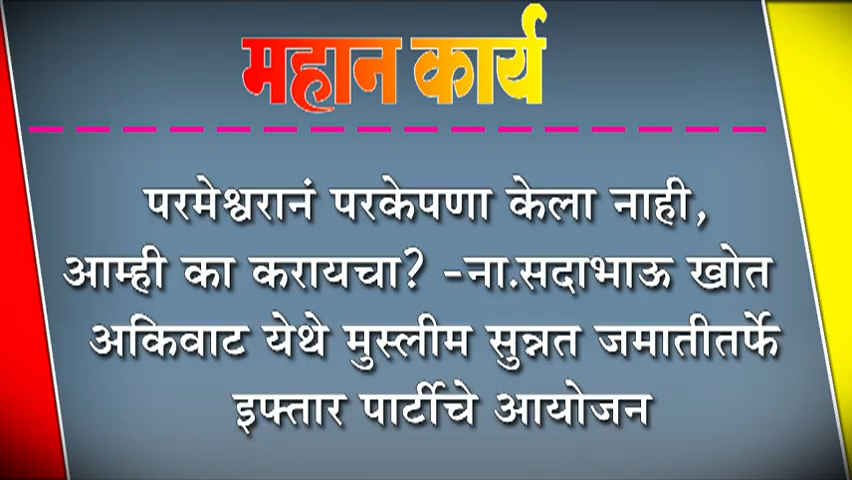 महान कार्य
परमेश्वरानं परकेपणा केला नाही,
आम्ही का करायचा? -ना.सदाभाऊ खोत
अकिवाट येथे मुस्लीम सुन्नत जमातीतर्फे
इफ्तार पार्टीचे आयोजन